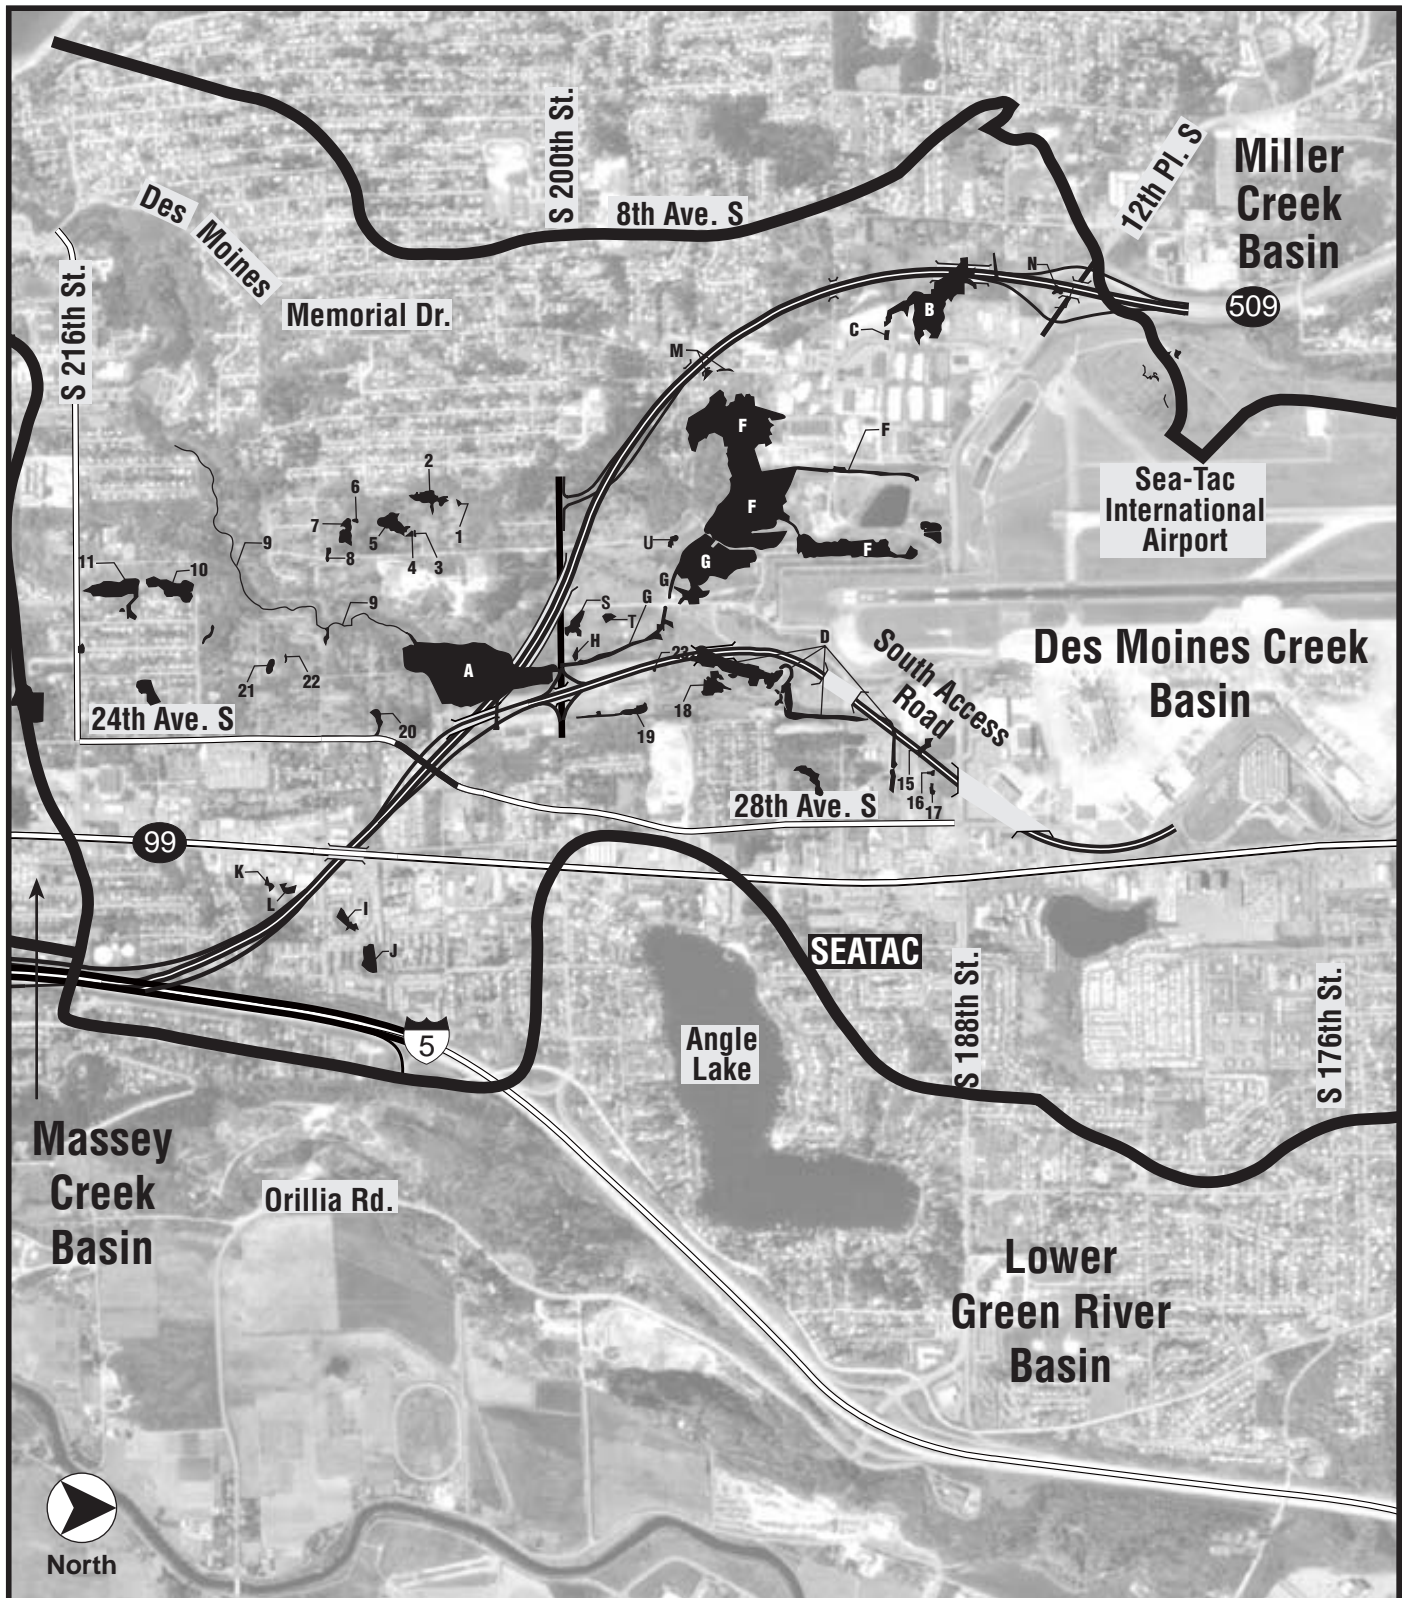 S 200th St.
12th Pl. S
Miller
Creek
Basin
Des Moines
8th Ave. S
S 216th St.
N
509
Memorial Dr.
B
C
M
F
F
2
Sea-Tac
International
Airport
6
1
7
5
F
9
U
F
8
4
3
11
10
G
G
G
9
S
T
D
South Access
Road
Des Moines Creek
Basin
H
23
A
21
22
18
24th Ave. S
20
19
15
16
17
28th Ave. S
99
K
L
I
J
SEATAC
S 188th St.
S 176th St.
5
Angle
Lake
Massey
Creek
Basin
Orillia Rd.
Lower
Green River
Basin
North